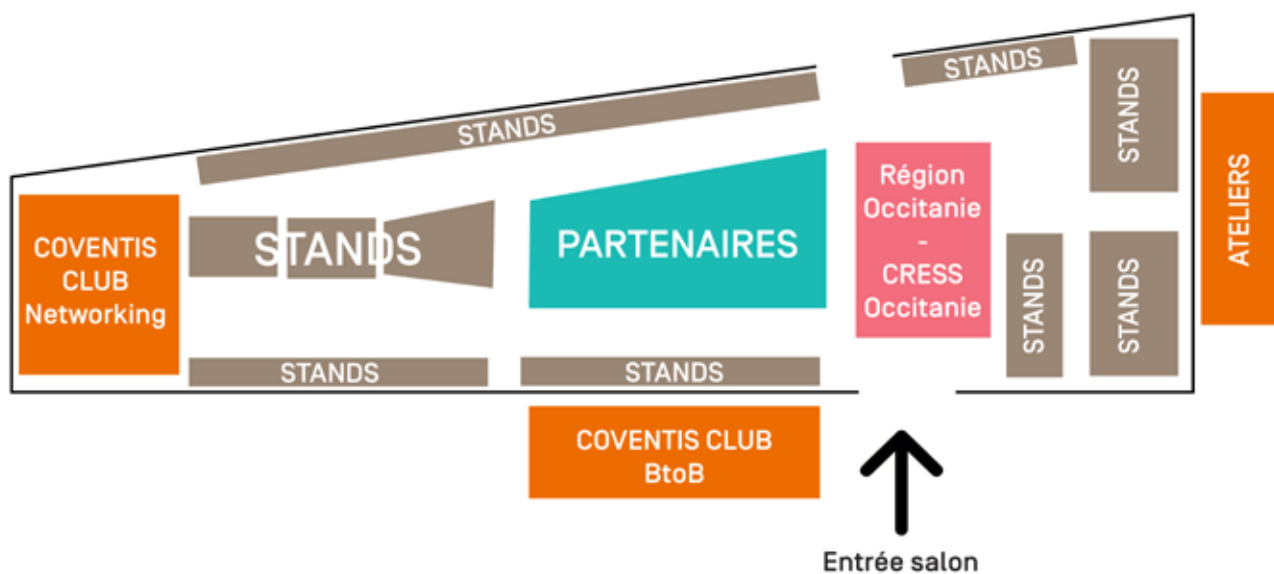 STANDS
STANDS
STANDS
Région
Occitanie
-
CRESS
Occitanie
ATELIERS
COVENTIS
CLUB
Networking
STANDS
PARTENAIRES
STANDS
STANDS
STANDS
STANDS
COVENTIS CLUB
BtoB
Entrée salon